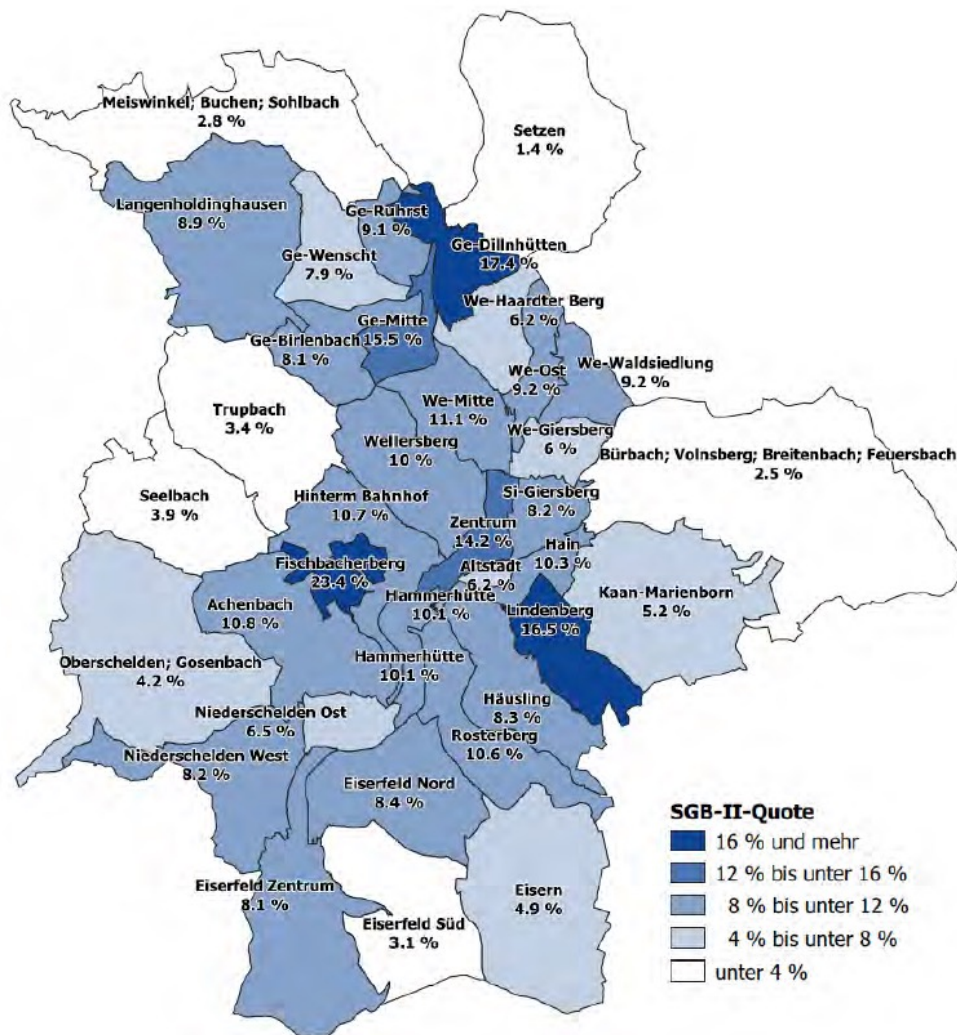 Meiswinkel; Buchen; Sohlbach
2.8 %
Setzen
1.4 %
Langenholdinghausen
8.9 %
Ge-Ruhrst
9.1 %
Ge-Wenscht
7.9 %
Ge-Dillnhütten
17.4 %
We-Haardter Berg
6.2 %
Ge-Mitte
15.5 %
Ge-Birlenbach
8.1 %
We-Ost
9.2 %
We-Waldsiedlung
9.2 %
Trupbach
3.4 %
We-Mitte
11.1 %
We-Giersberg
6 %
Wellersberg
10 %
Bürbach; Volnsberg; Breitenbach; Feuersbach
2.5 %
Seelbach
3.9 %
Hinterm Bahnhof
10.7 %
Si-Giersberg
8.2 %
Zentrum
14.2 %
Hain
10.3 %
Fischbacherberg
23.4 %
Altstadt
6.2 %
Kaan-Marienborn
5.2 %
Achenbach
10.8 %
Hammerhütte
10.1 %
Lindenberg
16.5 %
Oberschelden; Gosenbach
4.2 %
Hammerhütte
10.1 %
Niederschelden Ost
6.5 %
Häusling
8.3 %
Rosterberg
10.6 %
Niederschelden West
8.2 %
Eiserfeld Nord
8.4 %
Eiserfeld Zentrum
8.1 %
Eiserfeld Süd
3.1 %
Eisern
4.9 %
SGB-II-Quote
16 % und mehr
12 % bis unter 16 %
8 % bis unter 12 %
4 % bis unter 8 %
unter 4 %